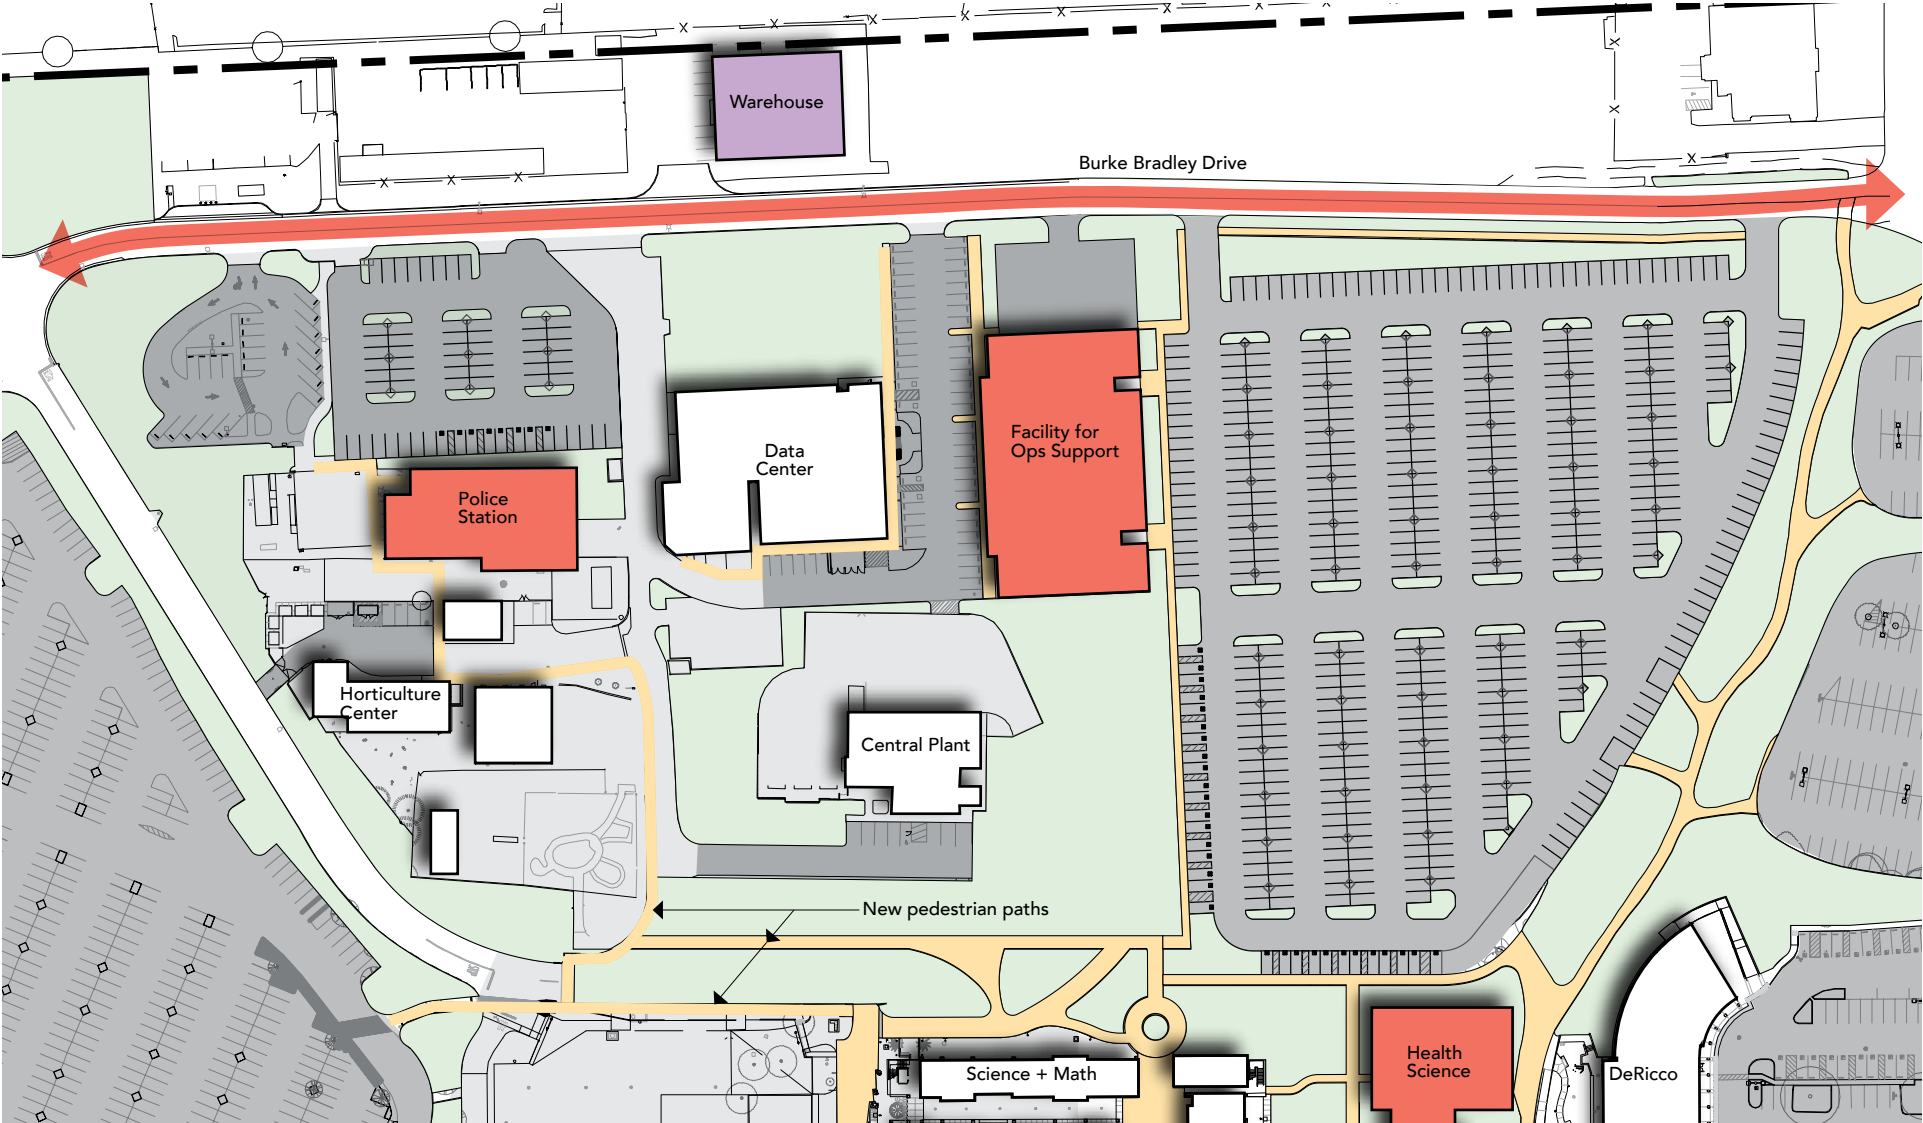 Warehouse
Burke Bradley Drive
Data
Center
Facility for
Ops Support
Police
Station
Horticulture
Center
Central Plant
New pedestrian paths
Science + Math
Health
Science
DeRicco